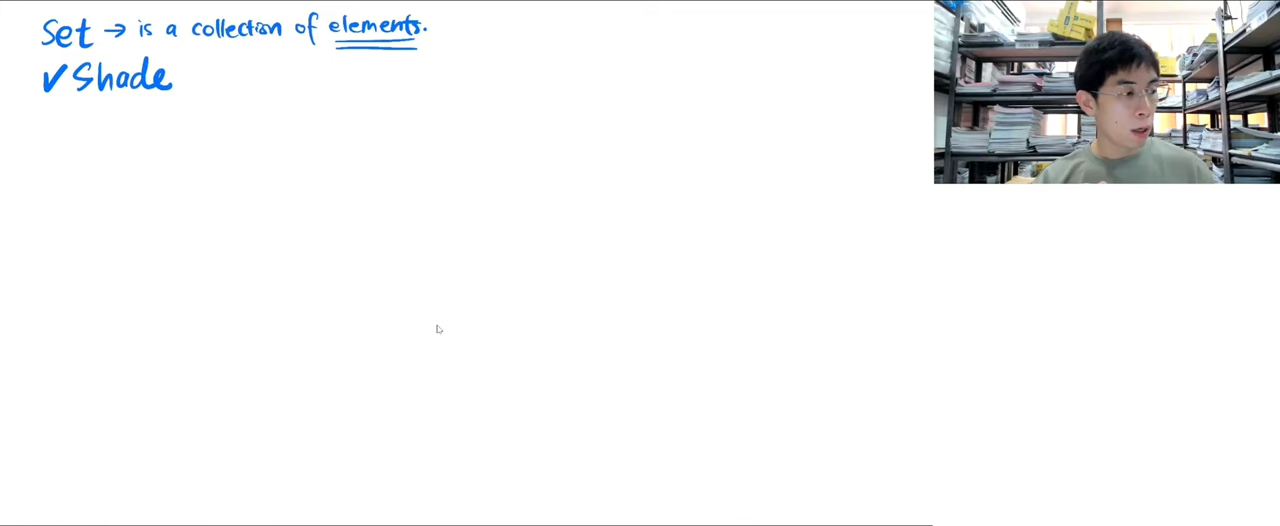 Set → is a collection of elements.
✓ Shade